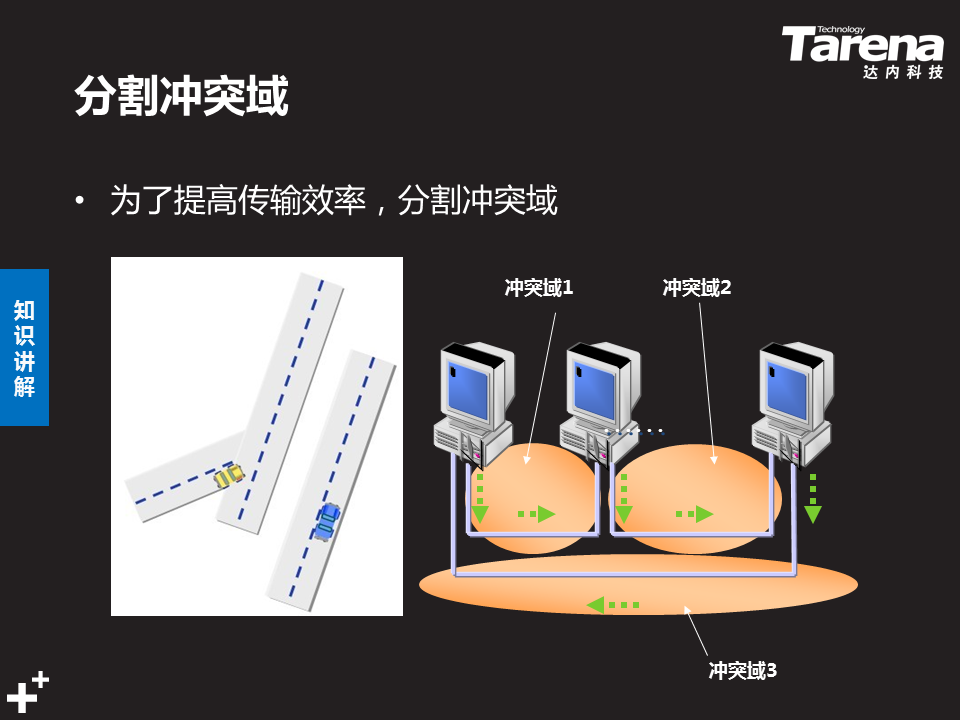 Technology
Tarena
达内科技
分割冲突域
• 为了提高传输效率，分割冲突域
知识讲解
冲突域1
冲突域2
......
冲突域3